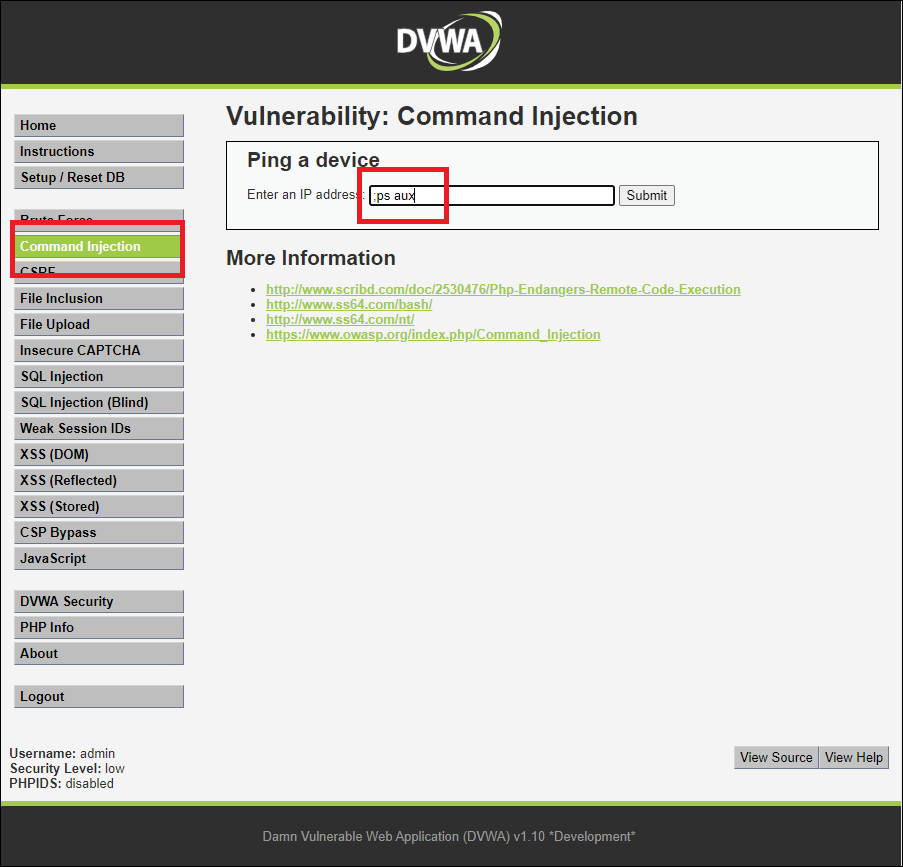 DVWA
Home
Instructions
Setup / Reset DB
Brute Force
Command Injection
CSRF
File Inclusion
File Upload
Insecure CAPTCHA
SQL Injection
SQL Injection (Blind)
Weak Session IDs
XSS (DOM)
XSS (Reflected)
XSS (Stored)
CSP Bypass
JavaScript
DVWA Security
PHP Info
About
Logout
Vulnerability: Command Injection
Ping a device
Enter an IP address: ;ps aux Submit
More Information
http://www.scribd.com/doc/2530476/Php-Endangers-Remote-Code-Execution
http://www.ss64.com/bash/
http://www.ss64.com/nt/
https://www.owasp.org/index.php/Command_Injection
Username: admin
Security Level: low
PHPIDS: disabled
View Source View Help
Damn Vulnerable Web Application (DVWA) v1.10 *Development*